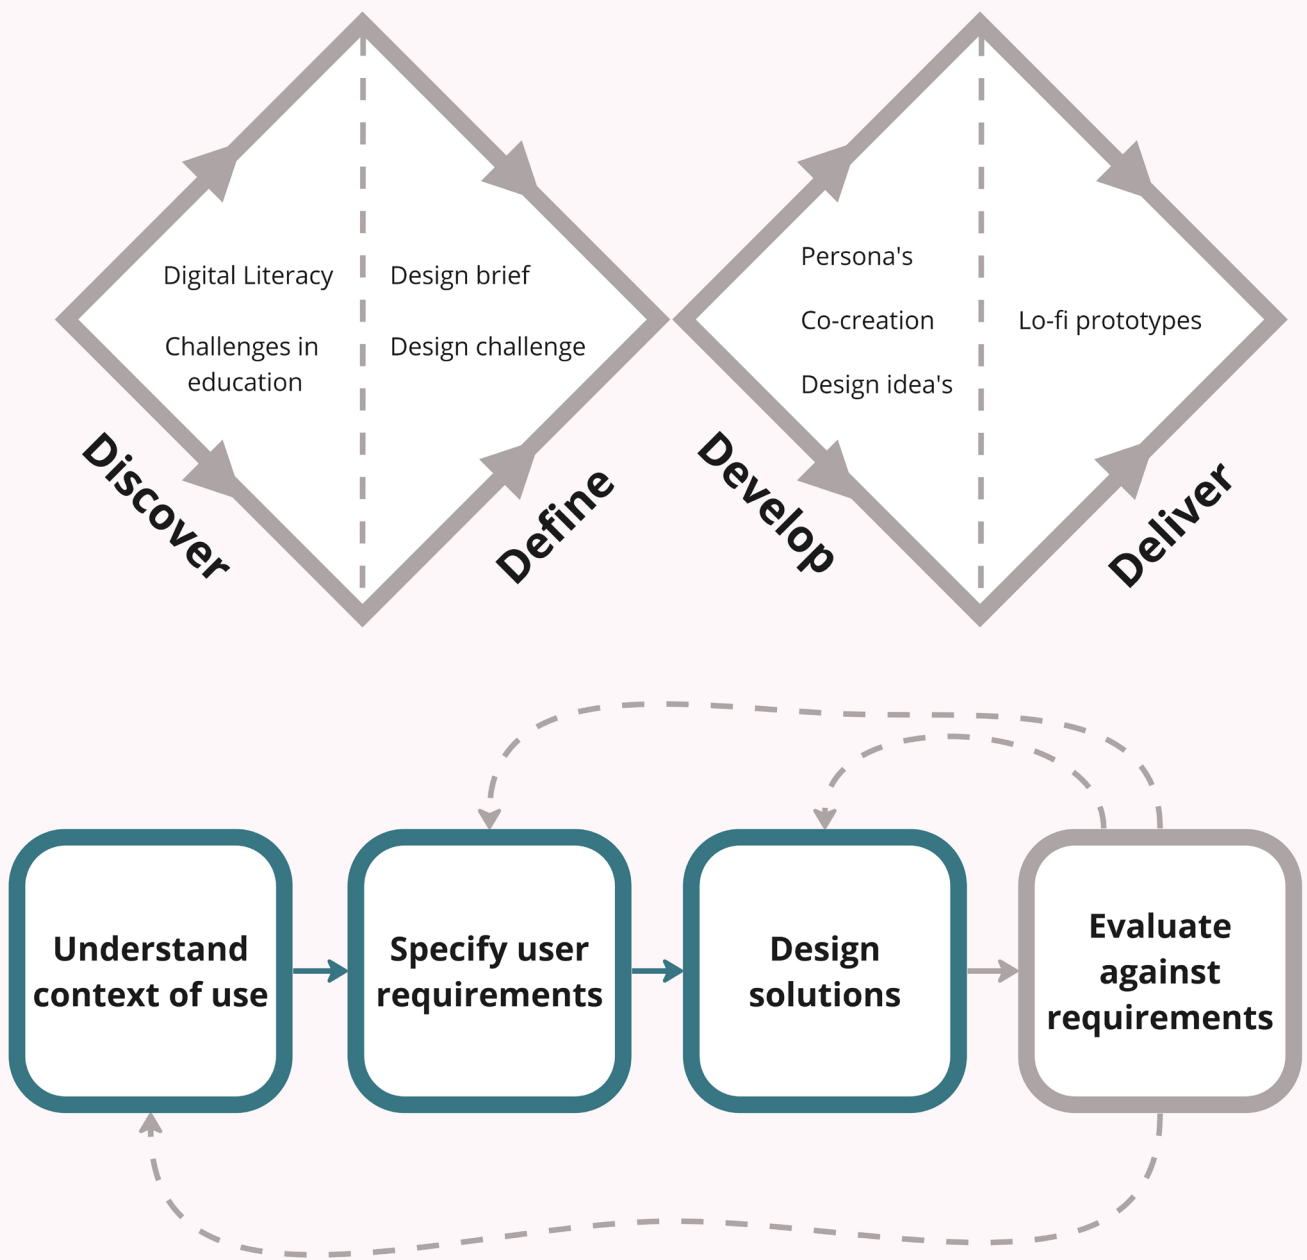 Digital Literacy
Challenges in
education
Design brief
Design challenge
Discover
Define
Persona's
Co-creation
Design idea's
Lo-fi prototypes
Develop
Deliver
Understand
context of use
Specify user
requirements
Design
solutions
Evaluate
against
requirements